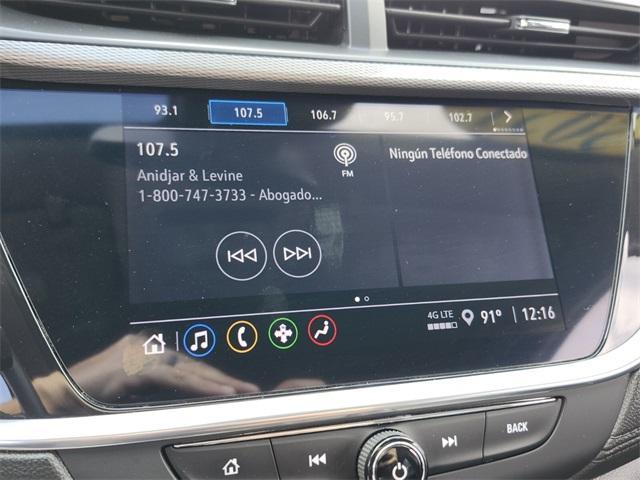 93.1 107.5 106.7 95.7 102.7
107.5
FM
Anidjar & Levine
1-800-747-3733 - Abogado...
Ningún Teléfono Conectado
4G LTE 91° 12:16
BACK